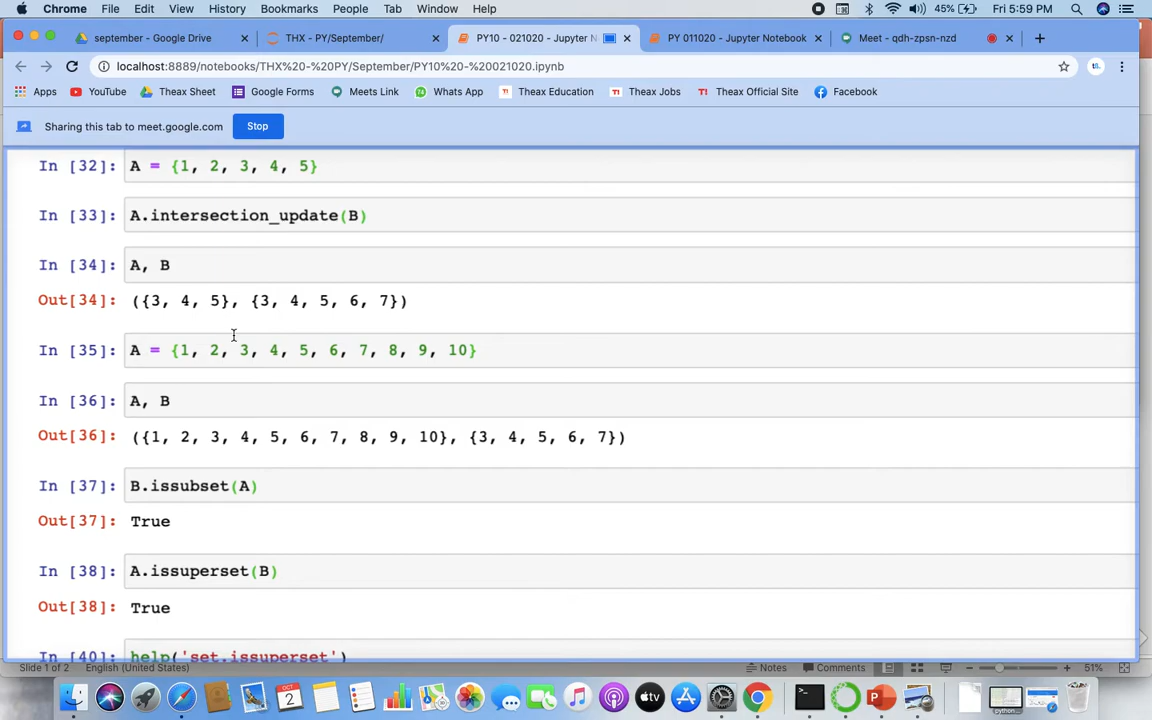 Chrome File Edit View History Bookmarks People Tab Window Help 45% Fri 5:59 PM
september - Google Drive THX - PY/September/ PY10 - 021020 - Jupyter N PY 011020 - Jupyter Notebook Meet - qdh-zpsn-nzd
localhost:8889/notebooks/THX%20-%20PY/September/PY10%20-%20021020.ipynb
Apps YouTube Theax Sheet Google Forms Meets Link Whats App Theax Education Theax Jobs Theax Official Site Facebook
Sharing this tab to meet.google.com Stop
In [32]: A = {1, 2, 3, 4, 5}
In [33]: A.intersection_update(B)
In [34]: A, B
Out[34]: ({3, 4, 5}, {3, 4, 5, 6, 7})
In [35]: A = {1, 2, 3, 4, 5, 6, 7, 8, 9, 10}
In [36]: A, B
Out[36]: ({1, 2, 3, 4, 5, 6, 7, 8, 9, 10}, {3, 4, 5, 6, 7})
In [37]: B.issubset(A)
Out[37]: True
In [38]: A.issuperset(B)
Out[38]: True
In [40]: help('set.issuperset')
Slide 1 of 2 English (United States) Notes Comments 51%
OCT
2
tv